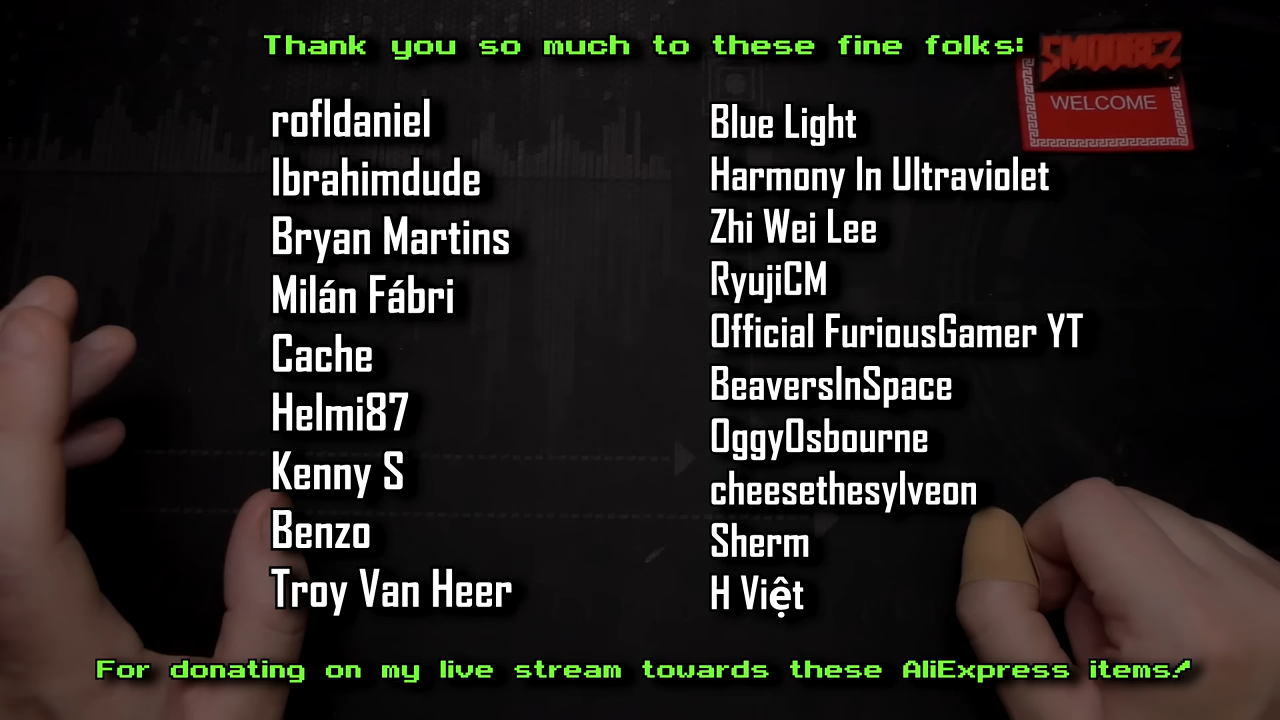 Thank you so much to these fine folks:
SMOOREZ
WELCOME
rofldaniel
Ibrahimdude
Bryan Martins
Milán Fábri
Cache
Helmi87
Kenny S
Benzo
Troy Van Heer
Blue Light
Harmony In Ultraviolet
Zhi Wei Lee
RyujiCM
Official FuriousGamer YT
BeaversInSpace
OggyOsbourne
cheesethesylveon
Sherm
H Việt
For donating on my live stream towards these AliExpress items!